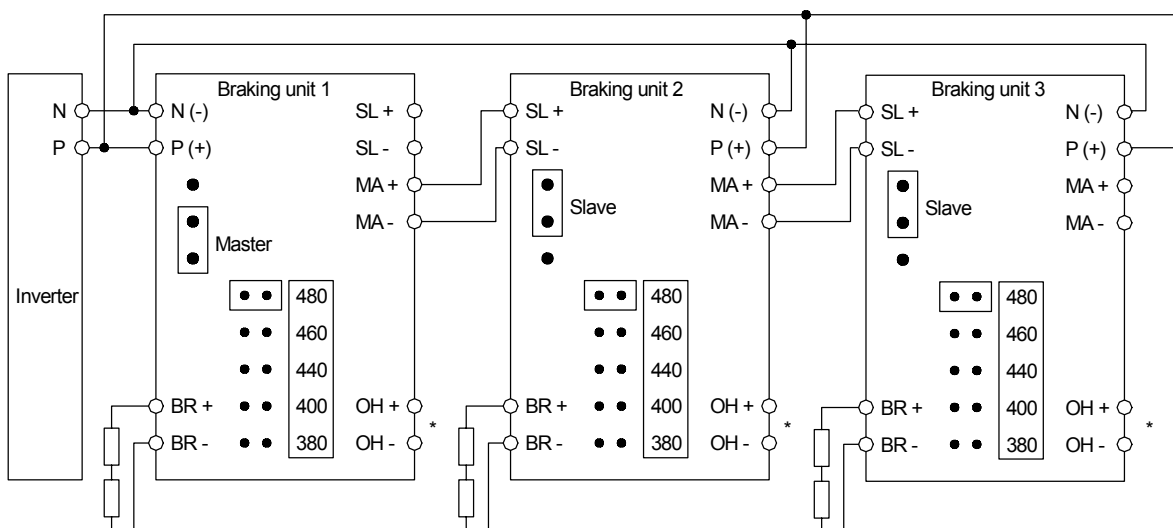 Braking unit 1
Braking unit 2
Braking unit 3
N
N (-)
SL +
SL +
N (-)
SL +
N (-)
P
P (+)
SL -
SL -
P (+)
SL -
P (+)
MA +
MA +
MA +
MA -
Slave
MA -
Slave
MA -
Master
Inverter
480
480
480
460
460
460
440
440
440
BR +
400
OH +
BR +
400
OH +
BR +
400
OH +
*
*
*
BR -
380
OH -
BR -
380
OH -
BR -
380
OH -